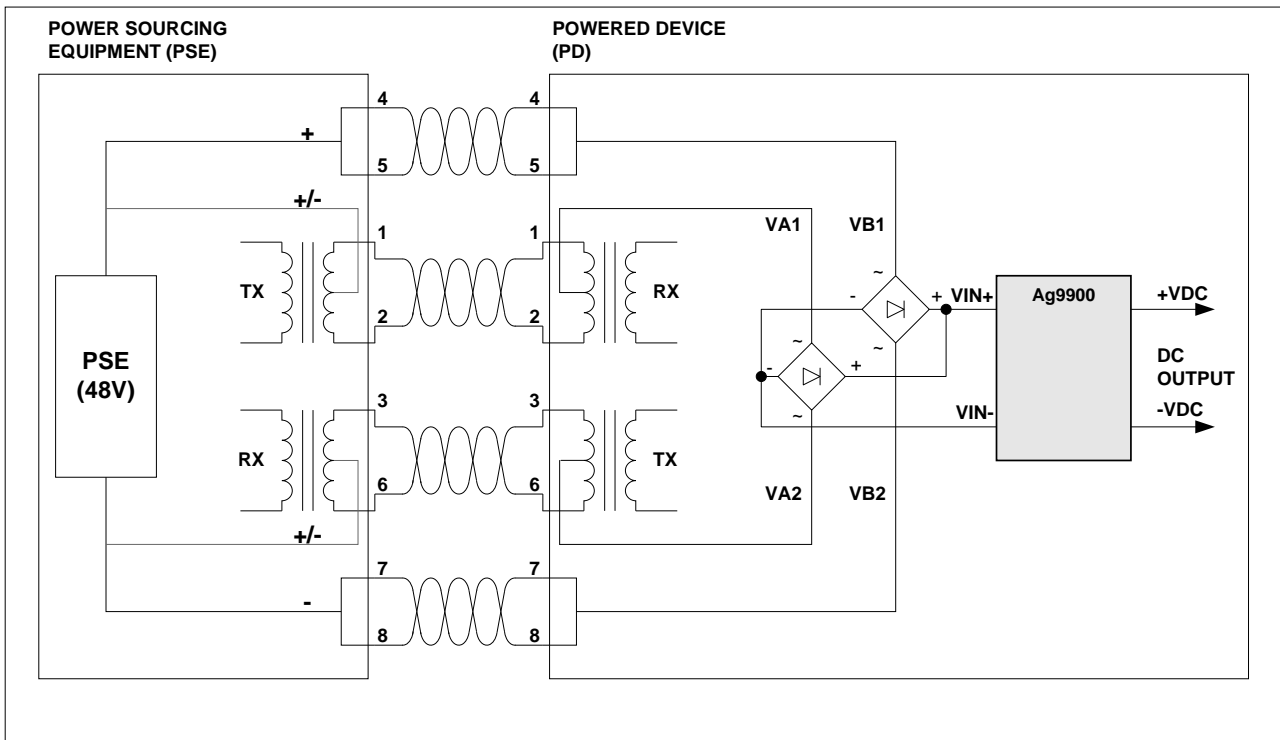 POWER SOURCING
EQUIPMENT (PSE)
POWERED DEVICE
(PD)
4
4
+
5
5
+/-
1
1
VA1
VB1
TX
RX
~
-
+
VIN+
Ag9900
+VDC
2
2
~
~
PSE
(48V)
-
+
DC
OUTPUT
3
3
~
VIN-
-VDC
RX
TX
6
6
VA2
VB2
+/-
7
7
-
8
8